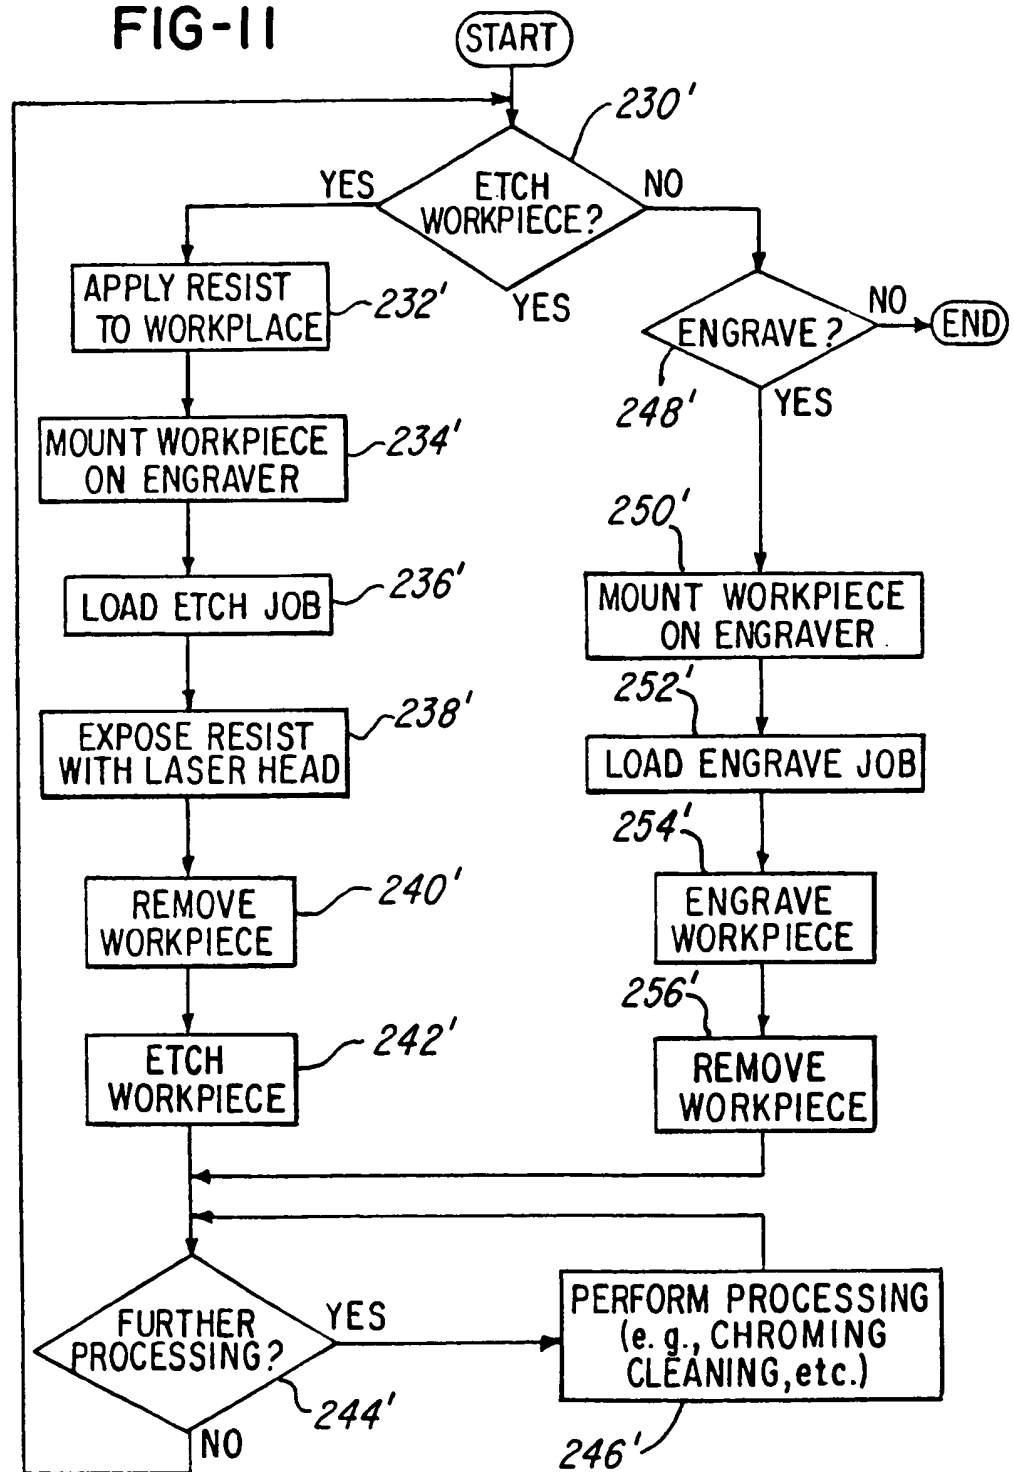 FIG-11
START
230'
ETCH
WORKPIECE?
YES
NO
YES
APPLY RESIST
TO WORKPLACE
232'
ENGRAVE?
NO
END
248'
YES
MOUNT WORKPIECE
ON ENGRAVER
234'
250'
MOUNT WORKPIECE
ON ENGRAVER
LOAD ETCH JOB
236'
252'
LOAD ENGRAVE JOB
EXPOSE RESIST
WITH LASER HEAD
238'
254'
ENGRAVE
WORKPIECE
REMOVE
WORKPIECE
240'
256'
REMOVE
WORKPIECE
ETCH
WORKPIECE
242'
FURTHER
PROCESSING?
YES
244'
NO
PERFORM PROCESSING
(e.g., CHROMING
CLEANING, etc.)
246'